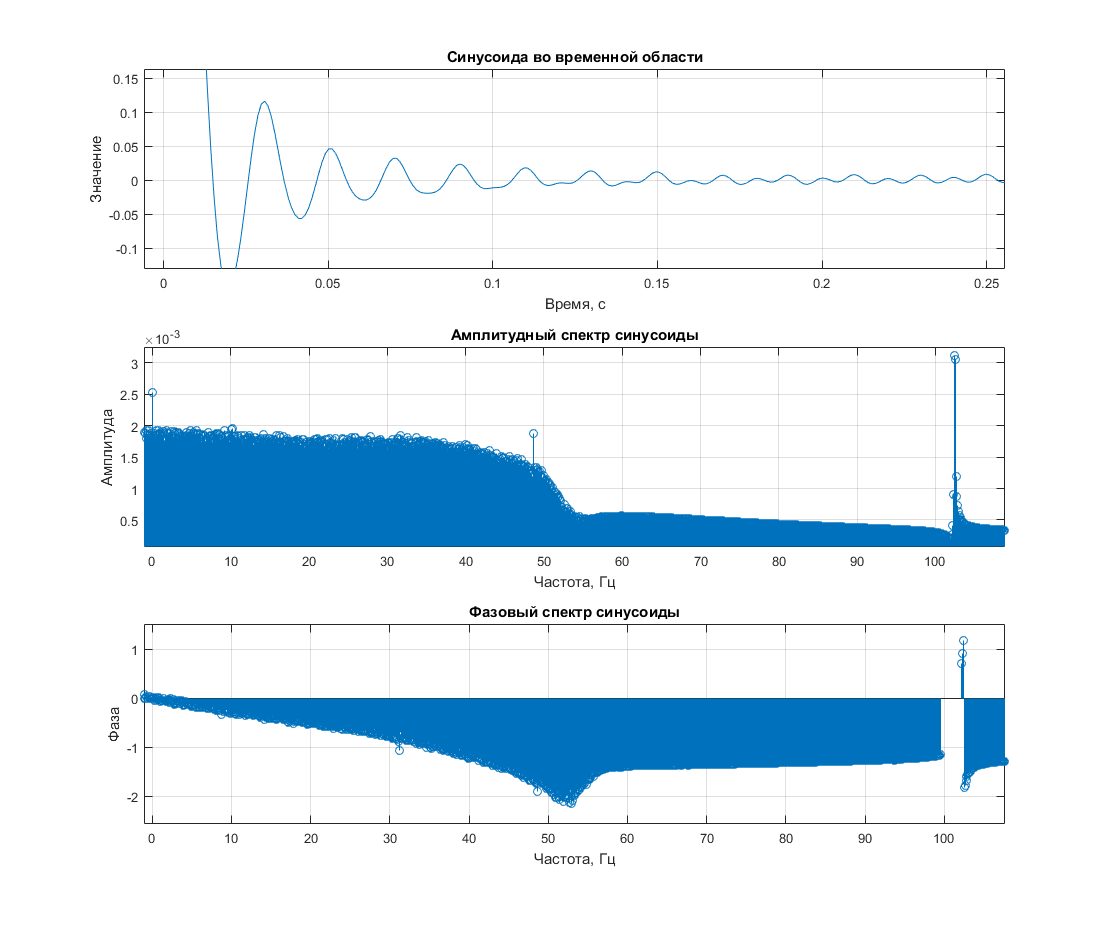 Синусоида во временной области
0.15
0.1
0.05
0
-0.05
-0.1
Значение
0 0.05 0.1 0.15 0.2 0.25
Время, с
×10-3
Амплитудный спектр синусоиды
3
2.5
2
1.5
1
0.5
Амплитуда
0 10 20 30 40 50 60 70 80 90 100
Частота, Гц
Фазовый спектр синусоиды
1
0
-1
-2
Фаза
0 10 20 30 40 50 60 70 80 90 100
Частота, Гц